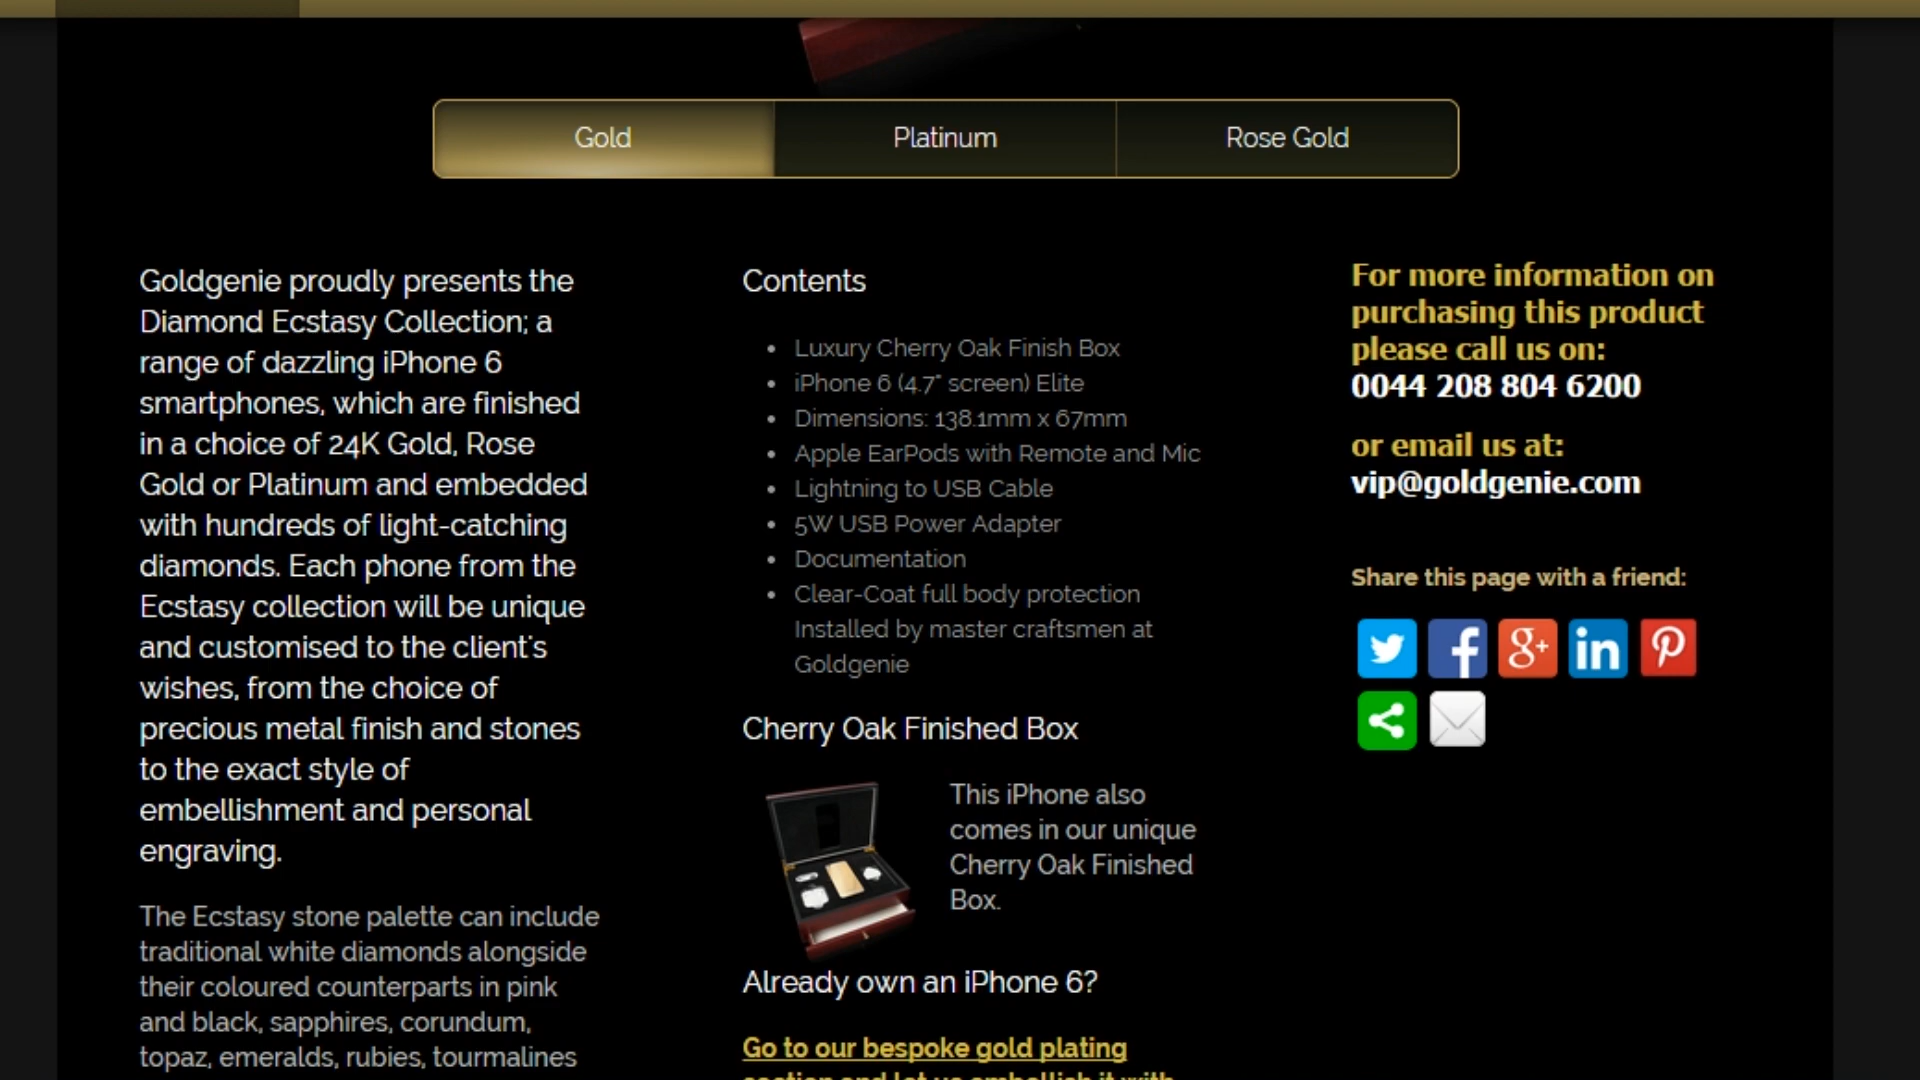 Gold
Platinum
Rose Gold
Goldgenie proudly presents the
Diamond Ecstasy Collection; a
range of dazzling iPhone 6
smartphones, which are finished
in a choice of 24K Gold, Rose
Gold or Platinum and embedded
with hundreds of light-catching
diamonds. Each phone from the
Ecstasy collection will be unique
and customised to the client's
wishes, from the choice of
precious metal finish and stones
to the exact style of
embellishment and personal
engraving.
The Ecstasy stone palette can include
traditional white diamonds alongside
their coloured counterparts in pink
and black, sapphires, corundum,
topaz, emeralds, rubies, tourmalines
Contents
• Luxury Cherry Oak Finish Box
• iPhone 6 (4.7" screen) Elite
• Dimensions: 138.1mm x 67mm
• Apple EarPods with Remote and Mic
• Lightning to USB Cable
• 5W USB Power Adapter
• Documentation
• Clear-Coat full body protection
Installed by master craftsmen at
Goldgenie
Cherry Oak Finished Box
This iPhone also
comes in our unique
Cherry Oak Finished
Box.
Already own an iPhone 6?
Go to our bespoke gold plating
section and let us embellish it with
For more information on
purchasing this product
please call us on:
0044 208 804 6200
or email us at:
vip@goldgenie.com
Share this page with a friend: